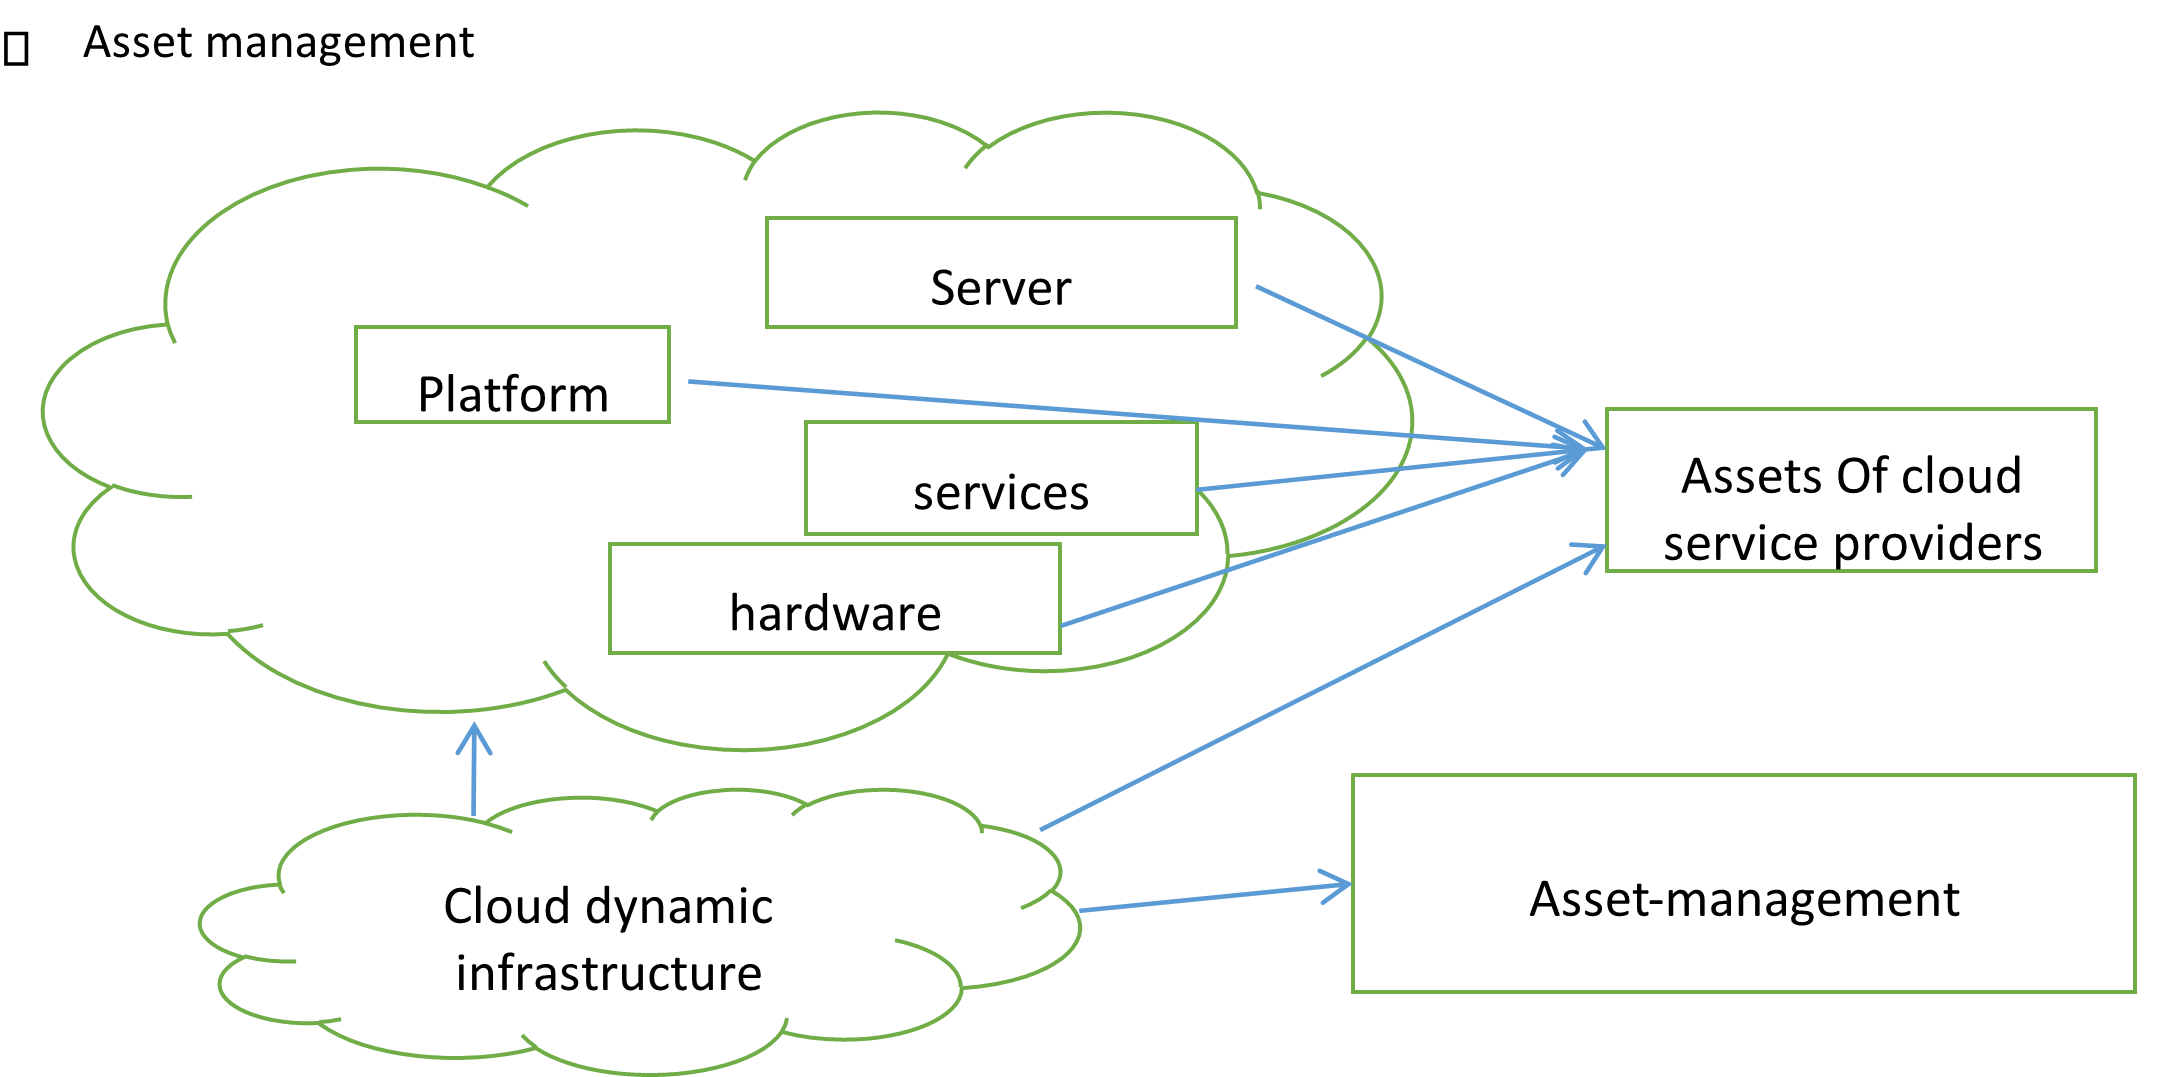 Asset management
Server
Platform
services
hardware
Assets Of cloud
service providers
Cloud dynamic
infrastructure
Asset-management